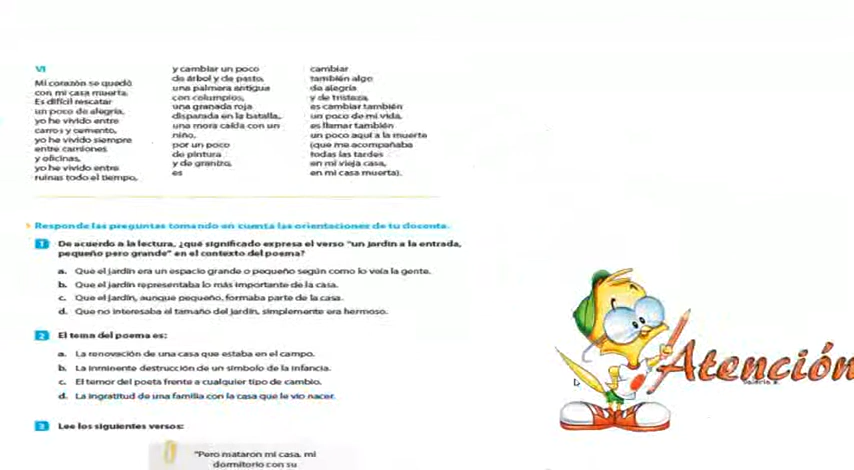 VI
Mi corazón se quedó
con mi casa muerta.
Es difícil rescatar
un poco de alegría,
yo he vivido entre
carros y cemento,
yo he vivido siempre
entre camiones
y oficinas,
yo he vivido entre
ruinas todo el tiempo,
y cambiar un poco
de árbol y de pasto,
una palmera antigua
con columpios,
una granada roja
disparada en la batalla,
una mora caída con un
niño,
por un poco
de pintura
y de granizo,
es
cambiar
también algo
de alegría
y de tristeza,
es cambiar también
un poco de mi vida,
es llamar también
un poco aquí a la muerte
(que me acompañaba
todas las tardes
en mi vieja casa,
en mi casa muerta).
Responde las preguntas tomando en cuenta las orientaciones de tu docente.
1 De acuerdo a la lectura, ¿qué significado expresa el verso "un jardín a la entrada,
pequeño pero grande" en el contexto del poema?
a. Que el jardín era un espacio grande o pequeño según como lo veía la gente.
b. Que el jardín representaba lo más importante de la casa.
c. Que el jardín, aunque pequeño, formaba parte de la casa.
d. Que no interesaba el tamaño del jardín, simplemente era hermoso.
2 El tema del poema es:
a. La renovación de una casa que estaba en el campo.
b. La inminente destrucción de un símbolo de la infancia.
c. El temor del poeta frente a cualquier tipo de cambio.
d. La ingratitud de una familia con la casa que le vio nacer.
3 Lee los siguientes versos:
"Pero mataron mi casa, mi
dormitorio con su
Atención